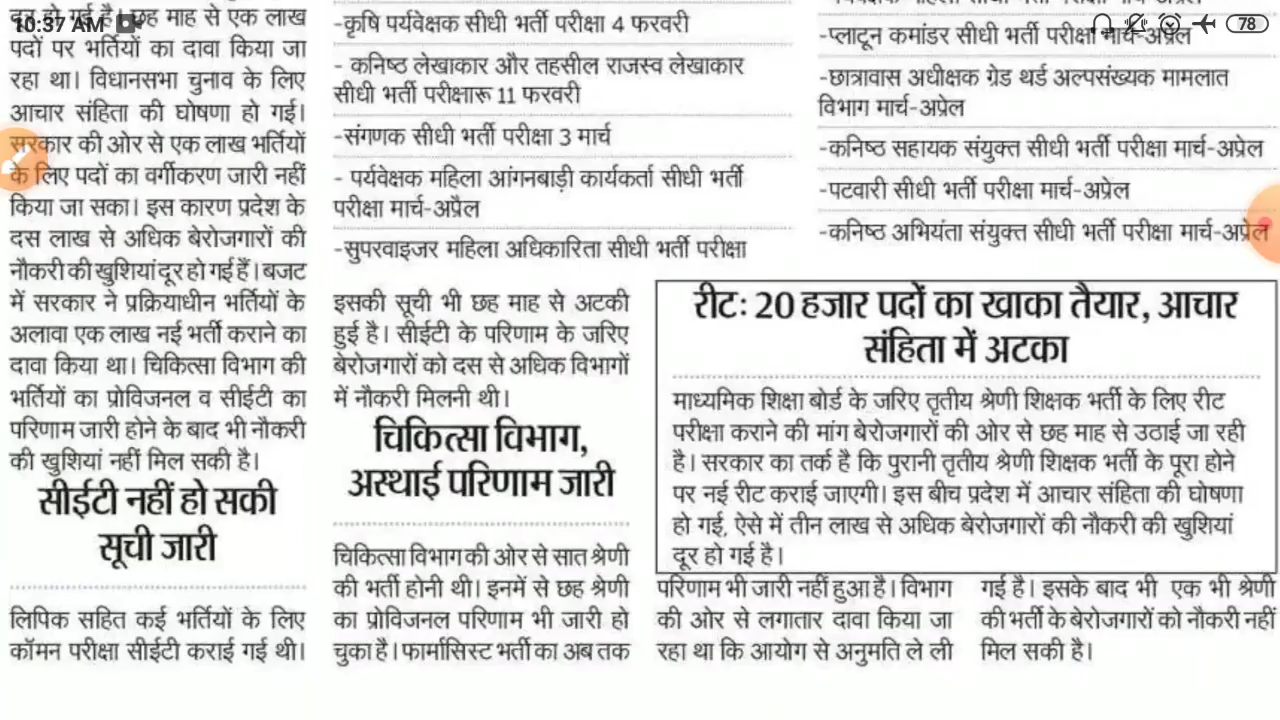 10:37 AM
78
दूर हो गई है। छह माह से एक लाख
पदों पर भर्तियों का दावा किया जा
रहा था। विधानसभा चुनाव के लिए
आचार संहिता की घोषणा हो गई।
सरकार की ओर से एक लाख भर्तियों
के लिए पदों का वर्गीकरण जारी नहीं
किया जा सका। इस कारण प्रदेश के
दस लाख से अधिक बेरोजगारों की
नौकरी की खुशियां दूर हो गई हैं। बजट
में सरकार ने प्रक्रियाधीन भर्तियों के
अलावा एक लाख नई भर्ती कराने का
दावा किया था। चिकित्सा विभाग की
भर्तियों का प्रोविजनल व सीईटी का
परिणाम जारी होने के बाद भी नौकरी
की खुशियां नहीं मिल सकी है।
सीईटी नहीं हो सकी
सूची जारी
लिपिक सहित कई भर्तियों के लिए
कॉमन परीक्षा सीईटी कराई गई थी।
-कृषि पर्यवेक्षक सीधी भर्ती परीक्षा 4 फरवरी
- कनिष्ठ लेखाकार और तहसील राजस्व लेखाकार
सीधी भर्ती परीक्षारू 11 फरवरी
-संगणक सीधी भर्ती परीक्षा 3 मार्च
- पर्यवेक्षक महिला आंगनबाड़ी कार्यकर्ता सीधी भर्ती
परीक्षा मार्च-अप्रैल
-सुपरवाइजर महिला अधिकारिता सीधी भर्ती परीक्षा
-प्लाटून कमांडर सीधी भर्ती परीक्षा मार्च-अप्रेल
-छात्रावास अधीक्षक ग्रेड थर्ड अल्पसंख्यक मामलात
विभाग मार्च-अप्रेल
-कनिष्ठ सहायक संयुक्त सीधी भर्ती परीक्षा मार्च-अप्रेल
-पटवारी सीधी भर्ती परीक्षा मार्च-अप्रेल
-कनिष्ठ अभियंता संयुक्त सीधी भर्ती परीक्षा मार्च-अप्रेल
इसकी सूची भी छह माह से अटकी
हुई है। सीईटी के परिणाम के जरिए
बेरोजगारों को दस से अधिक विभागों
में नौकरी मिलनी थी।
चिकित्सा विभाग,
अस्थाई परिणाम जारी
चिकित्सा विभाग की ओर से सात श्रेणी
की भर्ती होनी थी। इनमें से छह श्रेणी
का प्रोविजनल परिणाम भी जारी हो
चुका है। फार्मासिस्ट भर्ती का अब तक
रीटः 20 हजार पदों का खाका तैयार, आचार
संहिता में अटका
माध्यमिक शिक्षा बोर्ड के जरिए तृतीय श्रेणी शिक्षक भर्ती के लिए रीट
परीक्षा कराने की मांग बेरोजगारों की ओर से छह माह से उठाई जा रही
है। सरकार का तर्क है कि पुरानी तृतीय श्रेणी शिक्षक भर्ती के पूरा होने
पर नई रीट कराई जाएगी। इस बीच प्रदेश में आचार संहिता की घोषणा
हो गई, ऐसे में तीन लाख से अधिक बेरोजगारों की नौकरी की खुशियां
दूर हो गई है।
परिणाम भी जारी नहीं हुआ है। विभाग
की ओर से लगातार दावा किया जा
रहा था कि आयोग से अनुमति ले ली
गई है। इसके बाद भी एक भी श्रेणी
की भर्ती के बेरोजगारों को नौकरी नहीं
मिल सकी है।